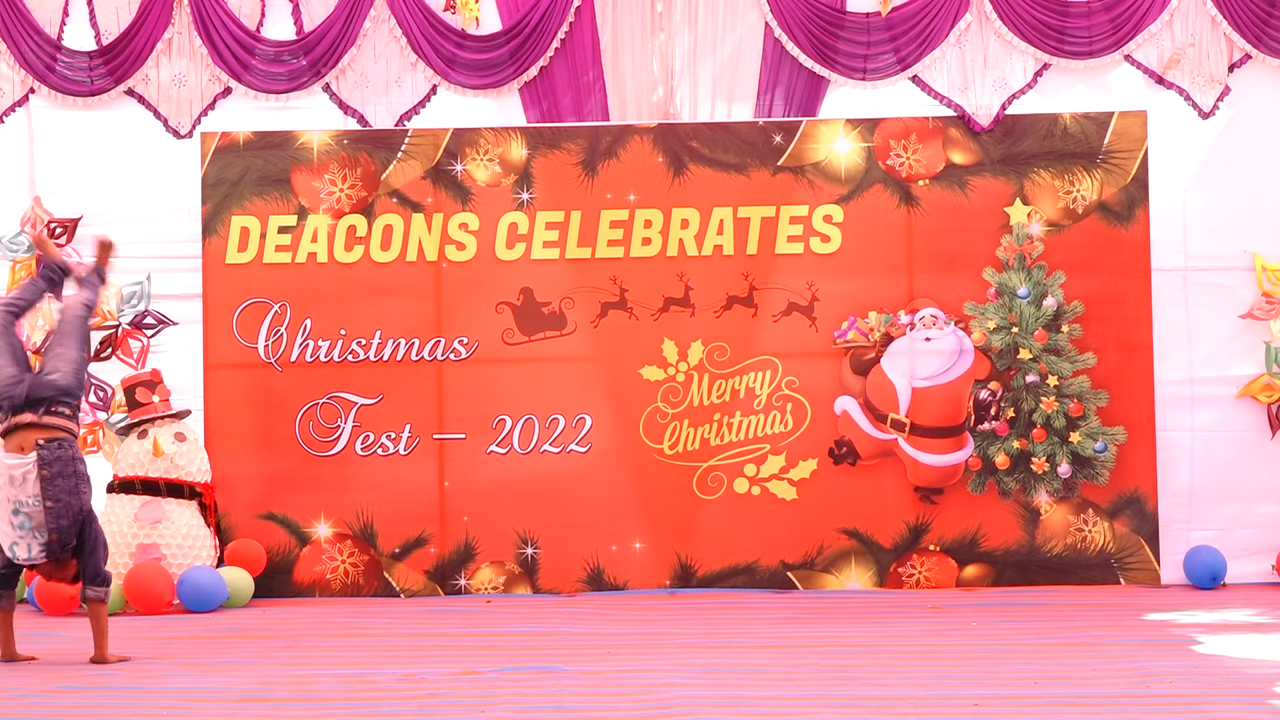 DEACONS CELEBRATES
Christmas
Fest – 2022
Merry
Christmas